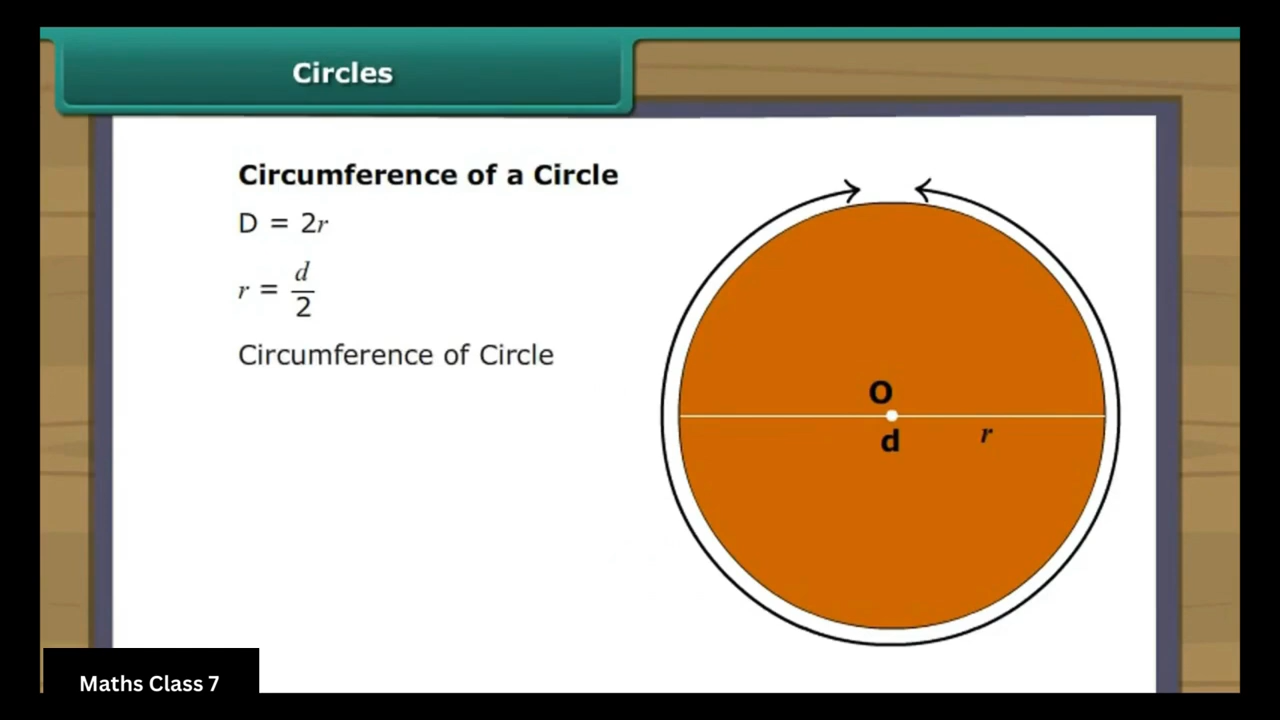 Circles
Circumference of a Circle
D = 2r
r = d/2
Circumference of Circle
O
d
r
Maths Class 7